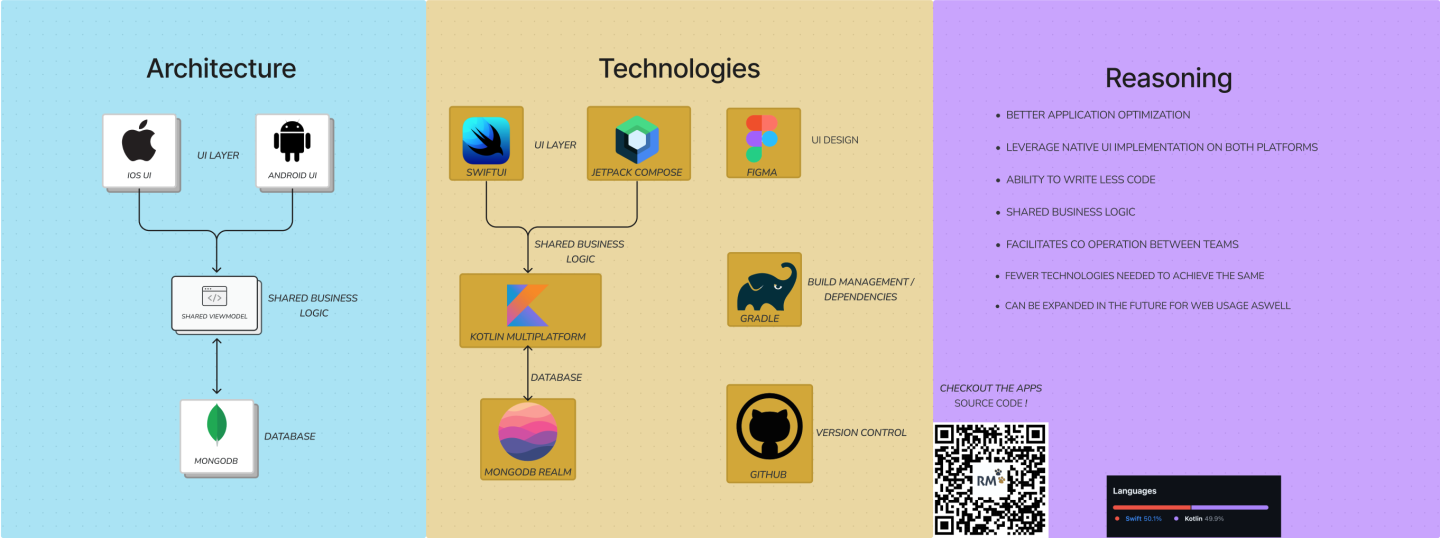 Architecture
IOS UI
UI LAYER
ANDROID UI
SHARED VIEWMODEL
SHARED BUSINESS
LOGIC
MONGODB
DATABASE
Technologies
SWIFTUI
UI LAYER
JETPACK COMPOSE
FIGMA
UI DESIGN
SHARED BUSINESS
LOGIC
KOTLIN MULTIPLATFORM
GRADLE
BUILD MANAGEMENT /
DEPENDENCIES
DATABASE
MONGODB REALM
GITHUB
VERSION CONTROL
Reasoning
• BETTER APPLICATION OPTIMIZATION
• LEVERAGE NATIVE UI IMPLEMENTATION ON BOTH PLATFORMS
• ABILITY TO WRITE LESS CODE
• SHARED BUSINESS LOGIC
• FACILITATES CO OPERATION BETWEEN TEAMS
• FEWER TECHNOLOGIES NEEDED TO ACHIEVE THE SAME
• CAN BE EXPANDED IN THE FUTURE FOR WEB USAGE ASWELL
CHECKOUT THE APPS
SOURCE CODE !
RM
Languages
Swift 50.1% Kotlin 49.9%